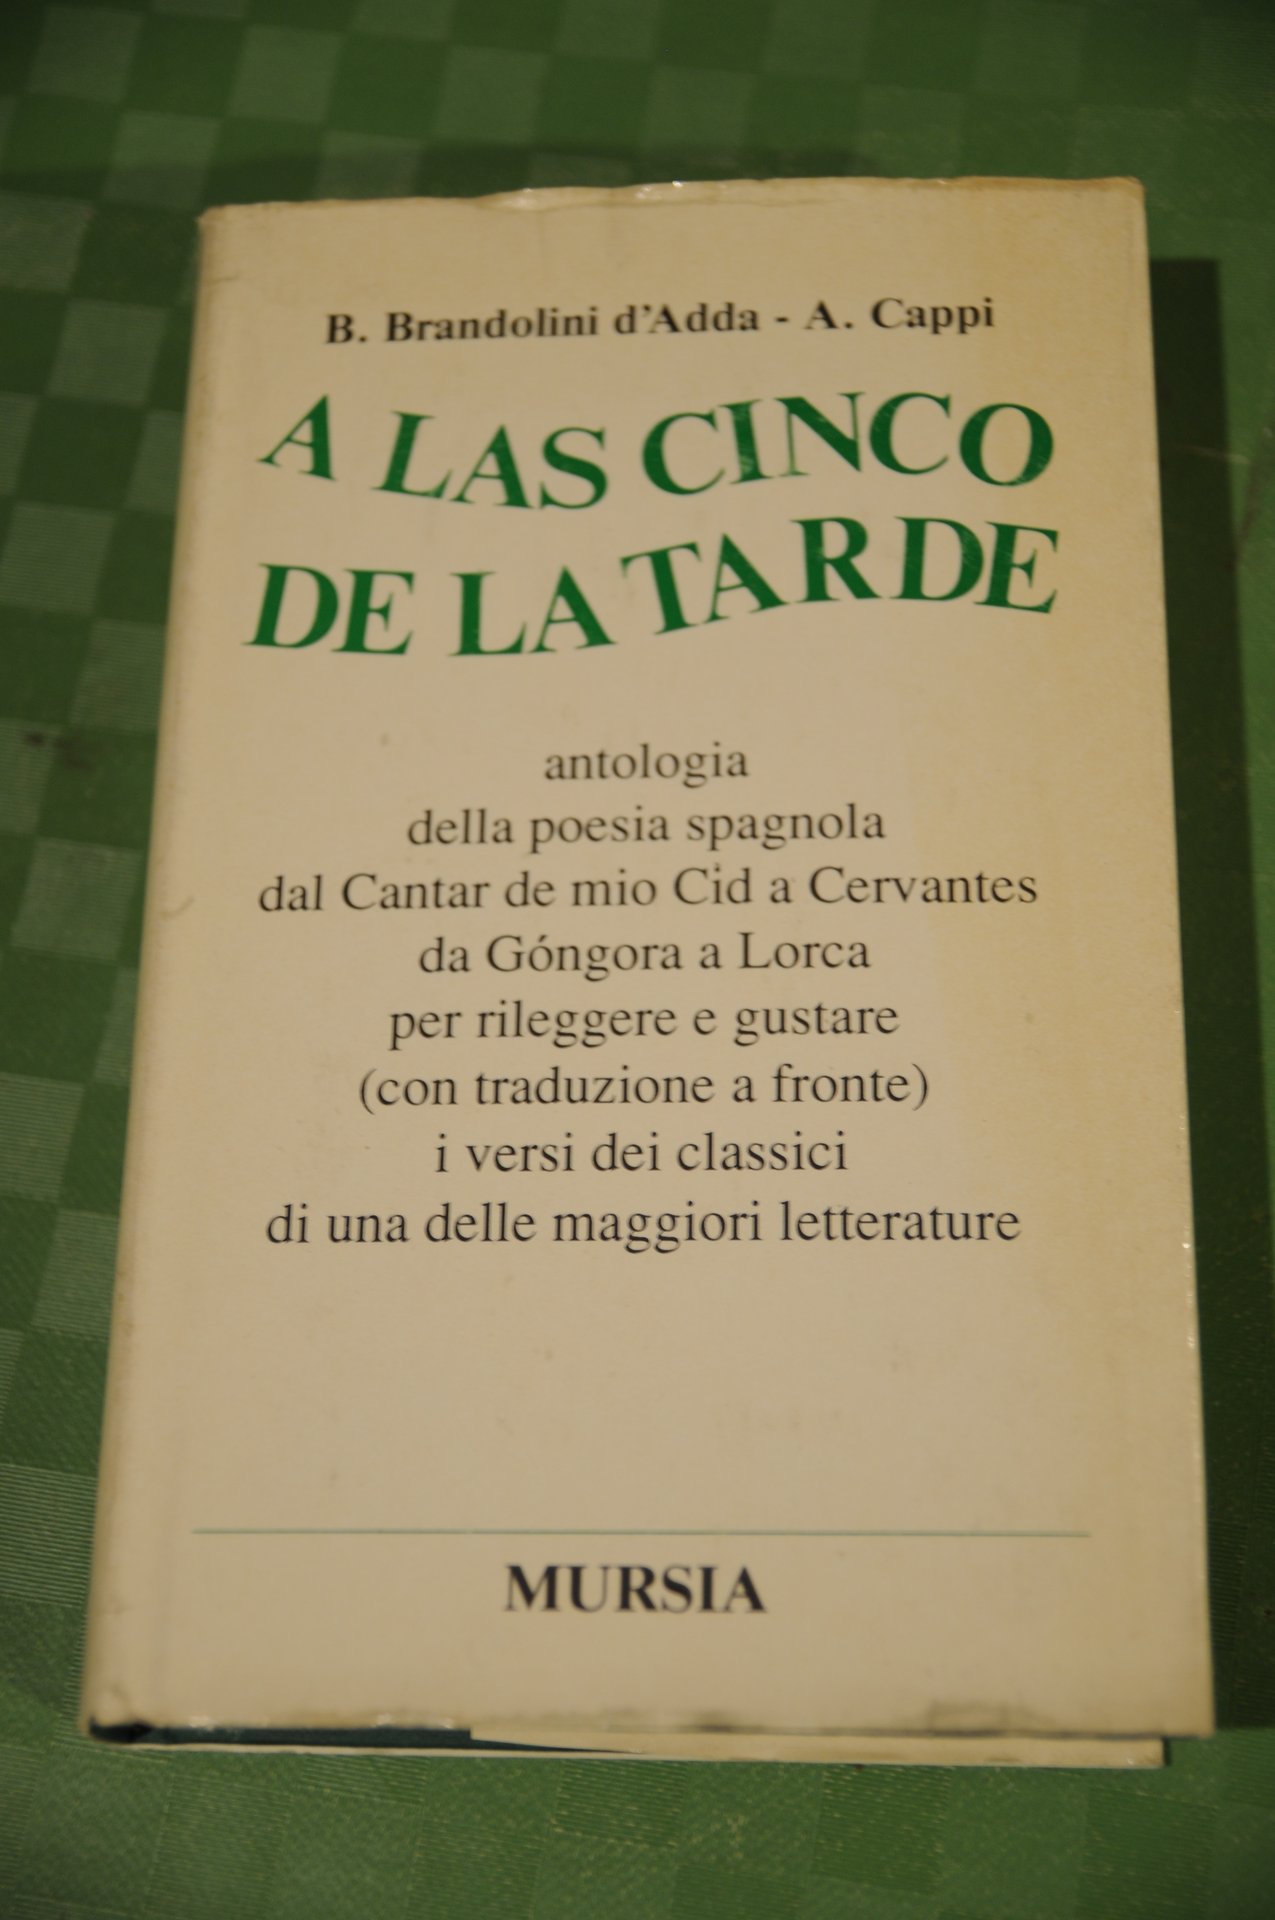 B. Brandolini d'Adda - A. Cappi
A LAS CINCO
DE LA TARDE
antologia
della poesia spagnola
dal Cantar de mio Cid a Cervantes
da Góngora a Lorca
per rileggere e gustare
(con traduzione a fronte)
i versi dei classici
di una delle maggiori letterature
MURSIA